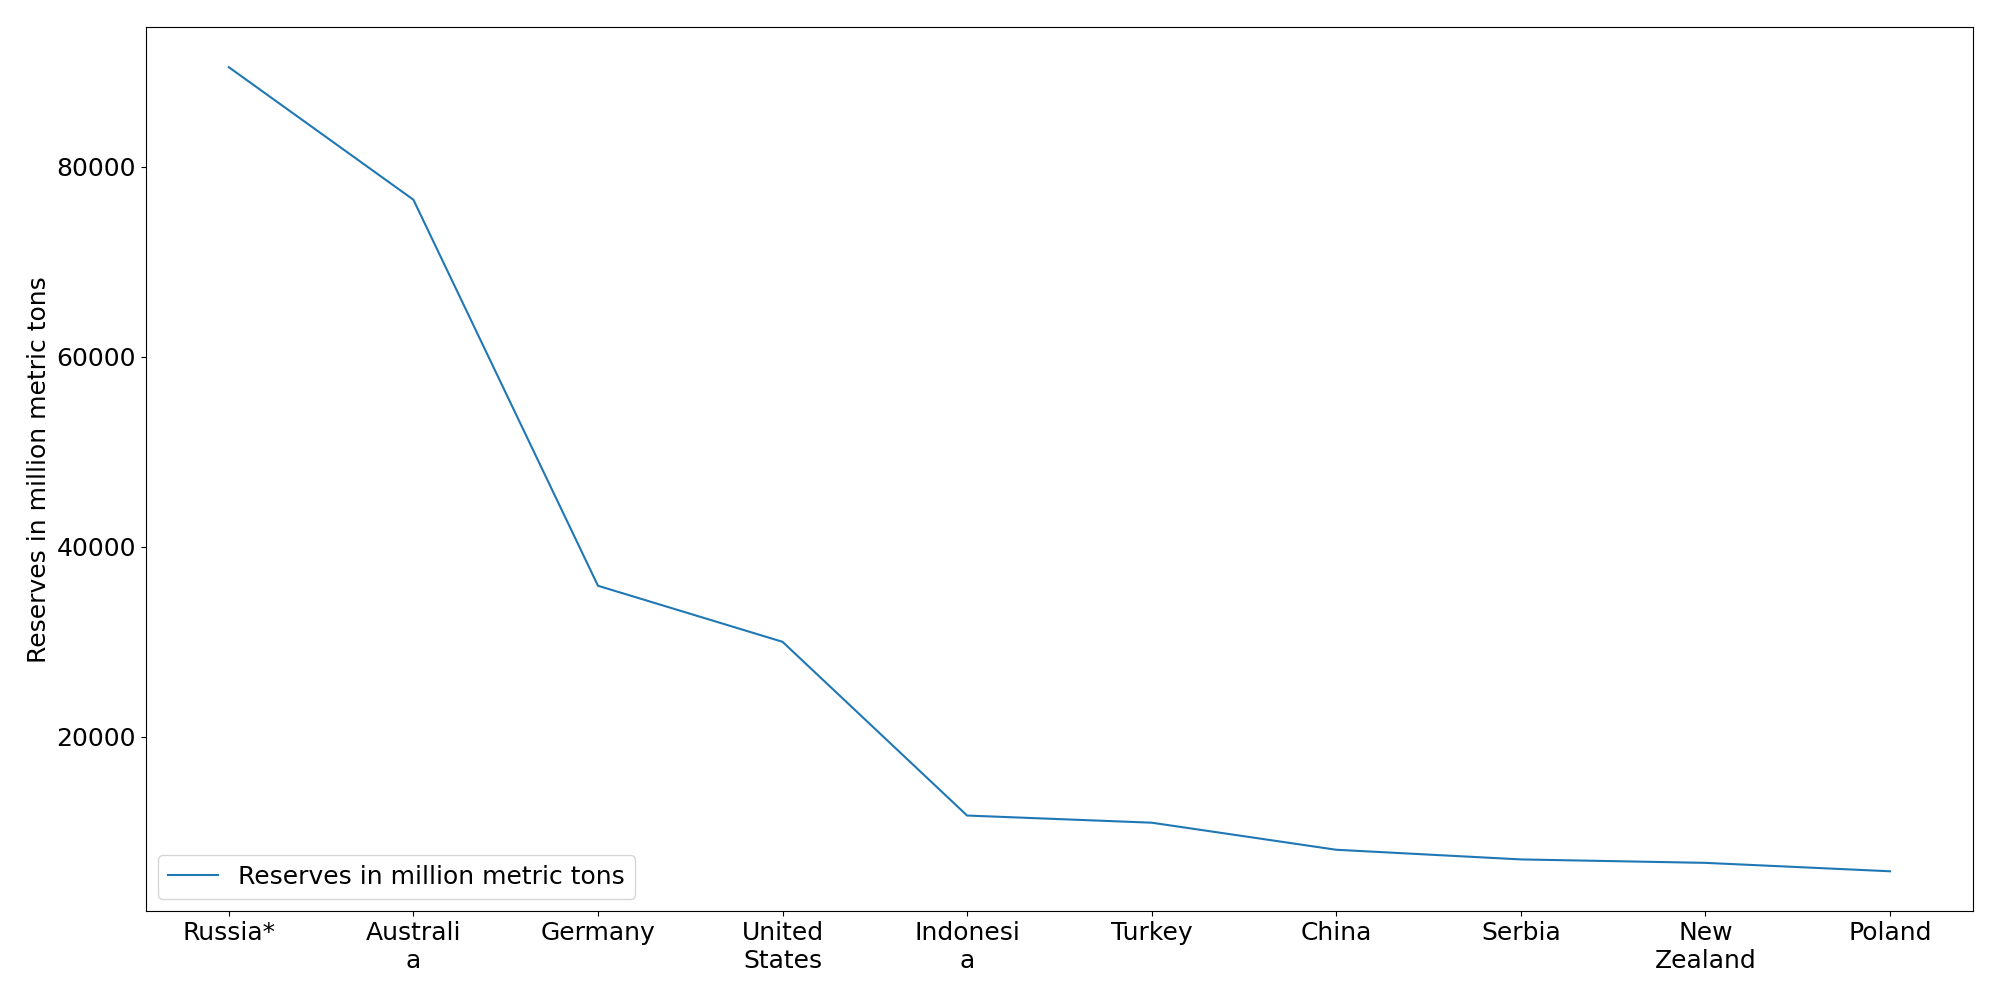 Reserves in million metric tons
80000
60000
40000
20000
Reserves in million metric tons
Russia*
Australi
a
Germany
United
States
Indonesi
a
Turkey
China
Serbia
New
Zealand
Poland